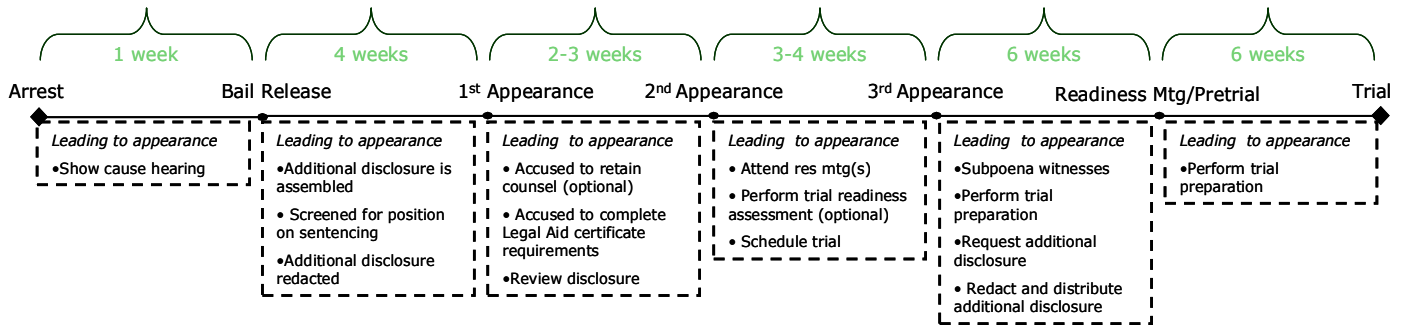 1 week
4 weeks
2-3 weeks
3-4 weeks
6 weeks
6 weeks
Arrest
Bail Release
1st Appearance
2nd Appearance
3rd Appearance
Readiness Mtg/Pretrial
Trial
Leading to appearance
•Show cause hearing
Leading to appearance
•Additional disclosure is
assembled
• Screened for position
on sentencing
•Additional disclosure
redacted
Leading to appearance
• Accused to retain
counsel (optional)
• Accused to complete
Legal Aid certificate
requirements
•Review disclosure
Leading to appearance
• Attend res mtg(s)
• Perform trial readiness
assessment (optional)
• Schedule trial
Leading to appearance
•Subpoena witnesses
•Perform trial
preparation
•Request additional
disclosure
• Redact and distribute
additional disclosure
Leading to appearance
•Perform trial
preparation